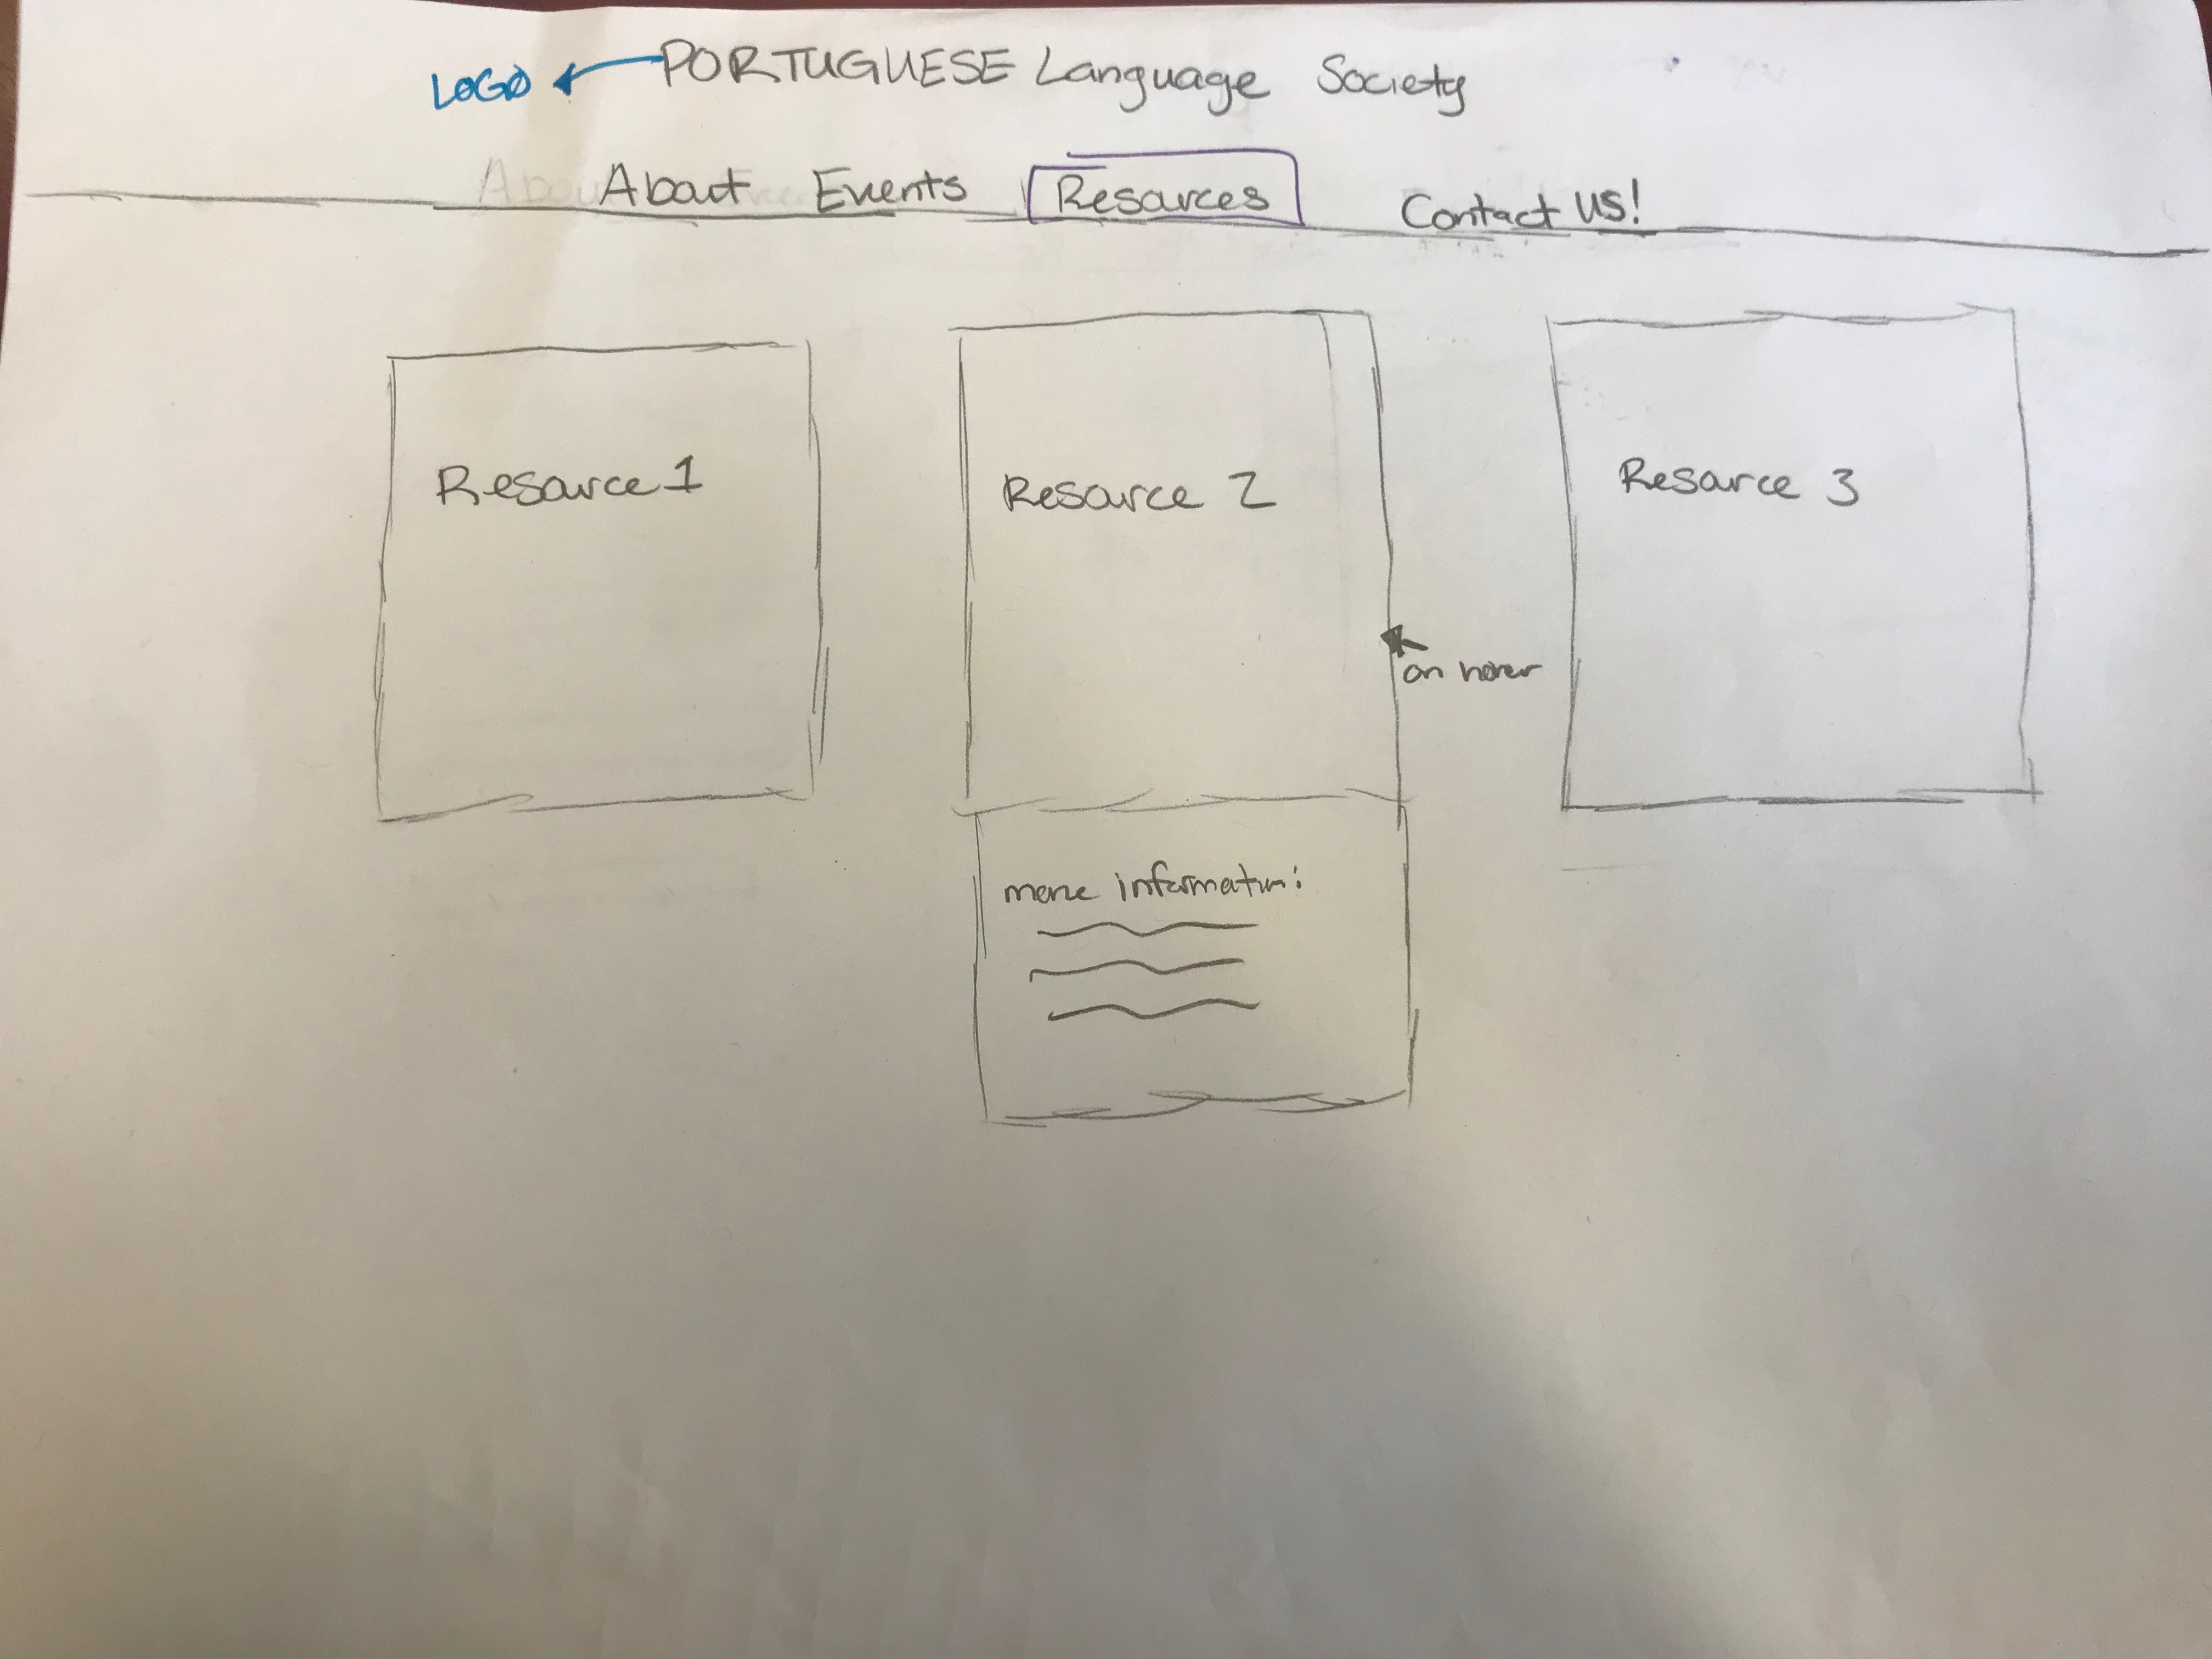 LOGO PORTUGUESE Language Society
About Events Resources Contact US!
Resource 1
Resource 2
Resource 3
on hover
more information: